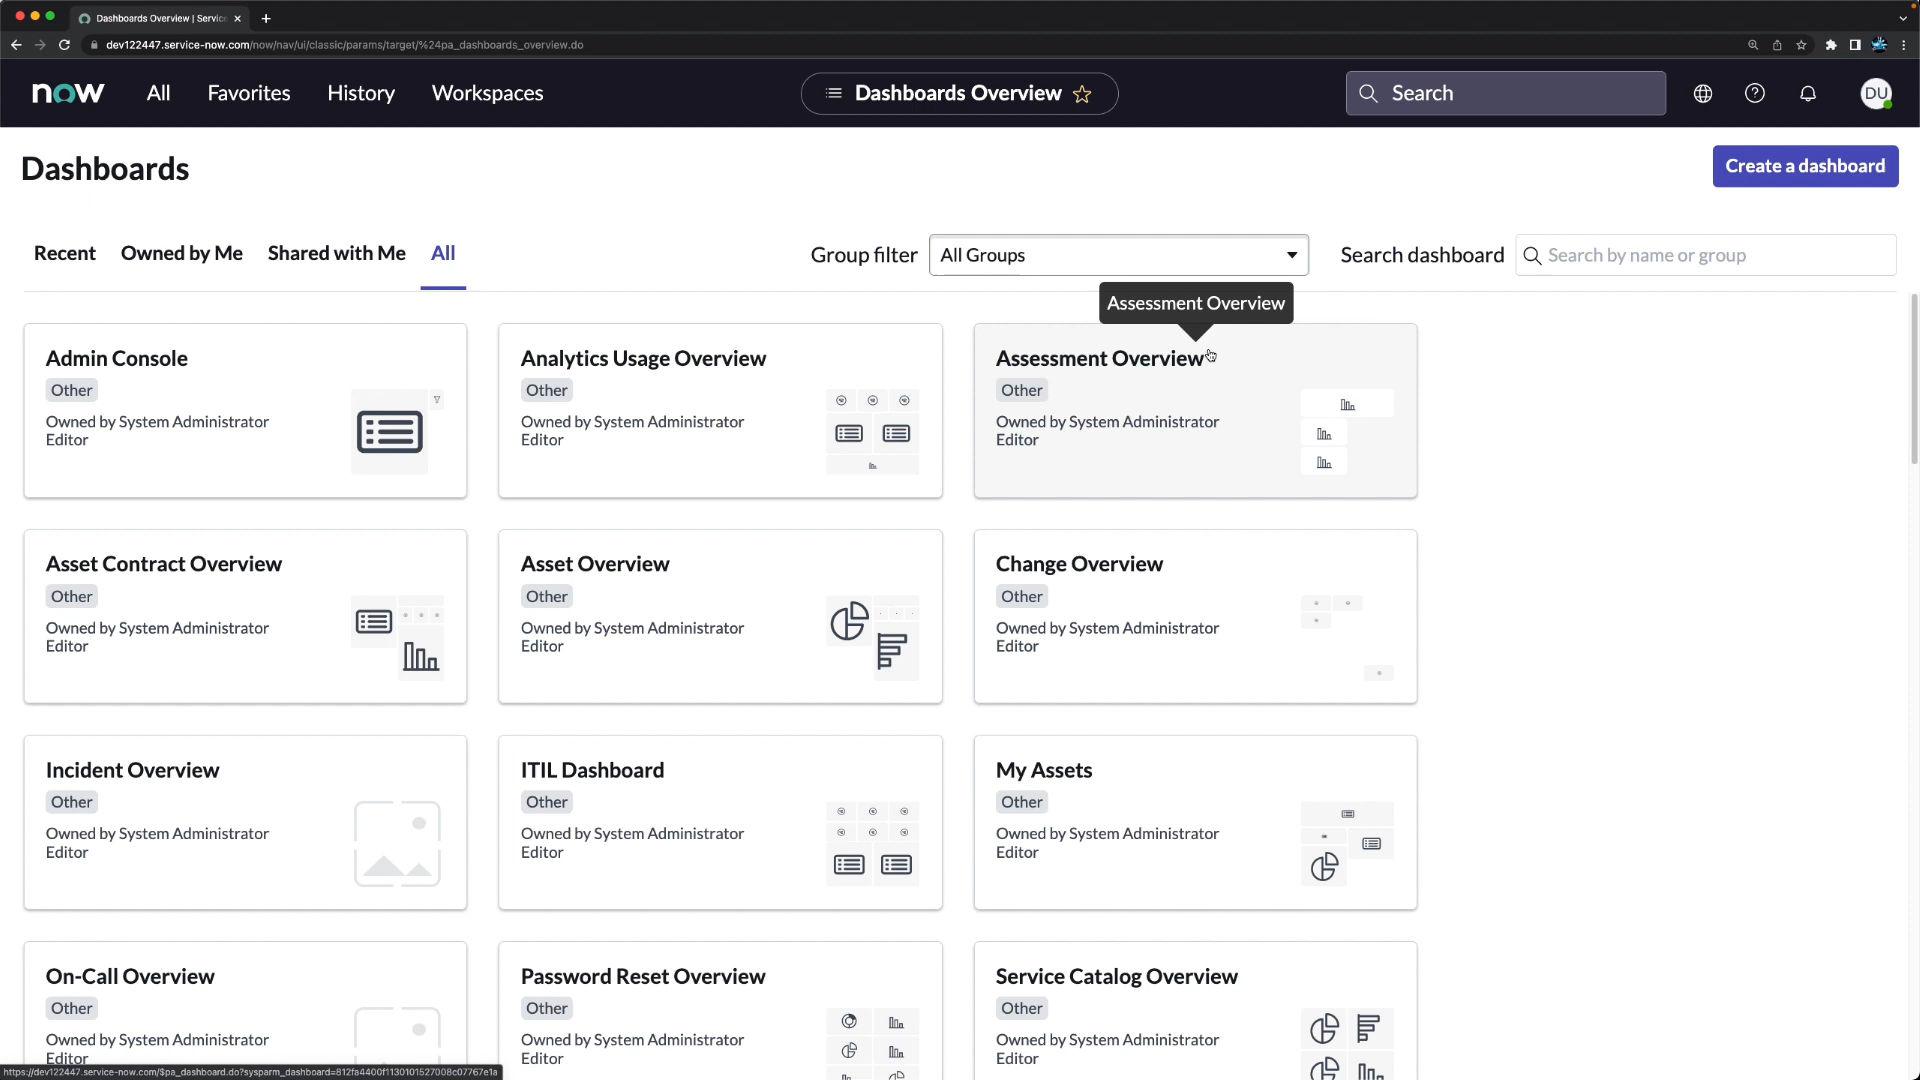 Dashboards Overview | Service
dev122447.service-now.com/now/nav/ui/classic/params/target/%24pa_dashboards_overview.do
now
All
Favorites
History
Workspaces
Dashboards Overview
Search
DU
Dashboards
Create a dashboard
Recent
Owned by Me
Shared with Me
All
Group filter
All Groups
Search dashboard
Search by name or group
Assessment Overview
Admin Console
Other
Owned by System Administrator
Editor
Analytics Usage Overview
Other
Owned by System Administrator
Editor
Assessment Overview
Other
Owned by System Administrator
Editor
Asset Contract Overview
Other
Owned by System Administrator
Editor
Asset Overview
Other
Owned by System Administrator
Editor
Change Overview
Other
Owned by System Administrator
Editor
Incident Overview
Other
Owned by System Administrator
Editor
ITIL Dashboard
Other
Owned by System Administrator
Editor
My Assets
Other
Owned by System Administrator
Editor
On-Call Overview
Other
Owned by System Administrator
Editor
Password Reset Overview
Other
Owned by System Administrator
Editor
Service Catalog Overview
Other
Owned by System Administrator
Editor
https://dev122447.service-now.com/$pa_dashboard.do?sysparm_dashboard=812fa4400f1130101527008c07767e1a